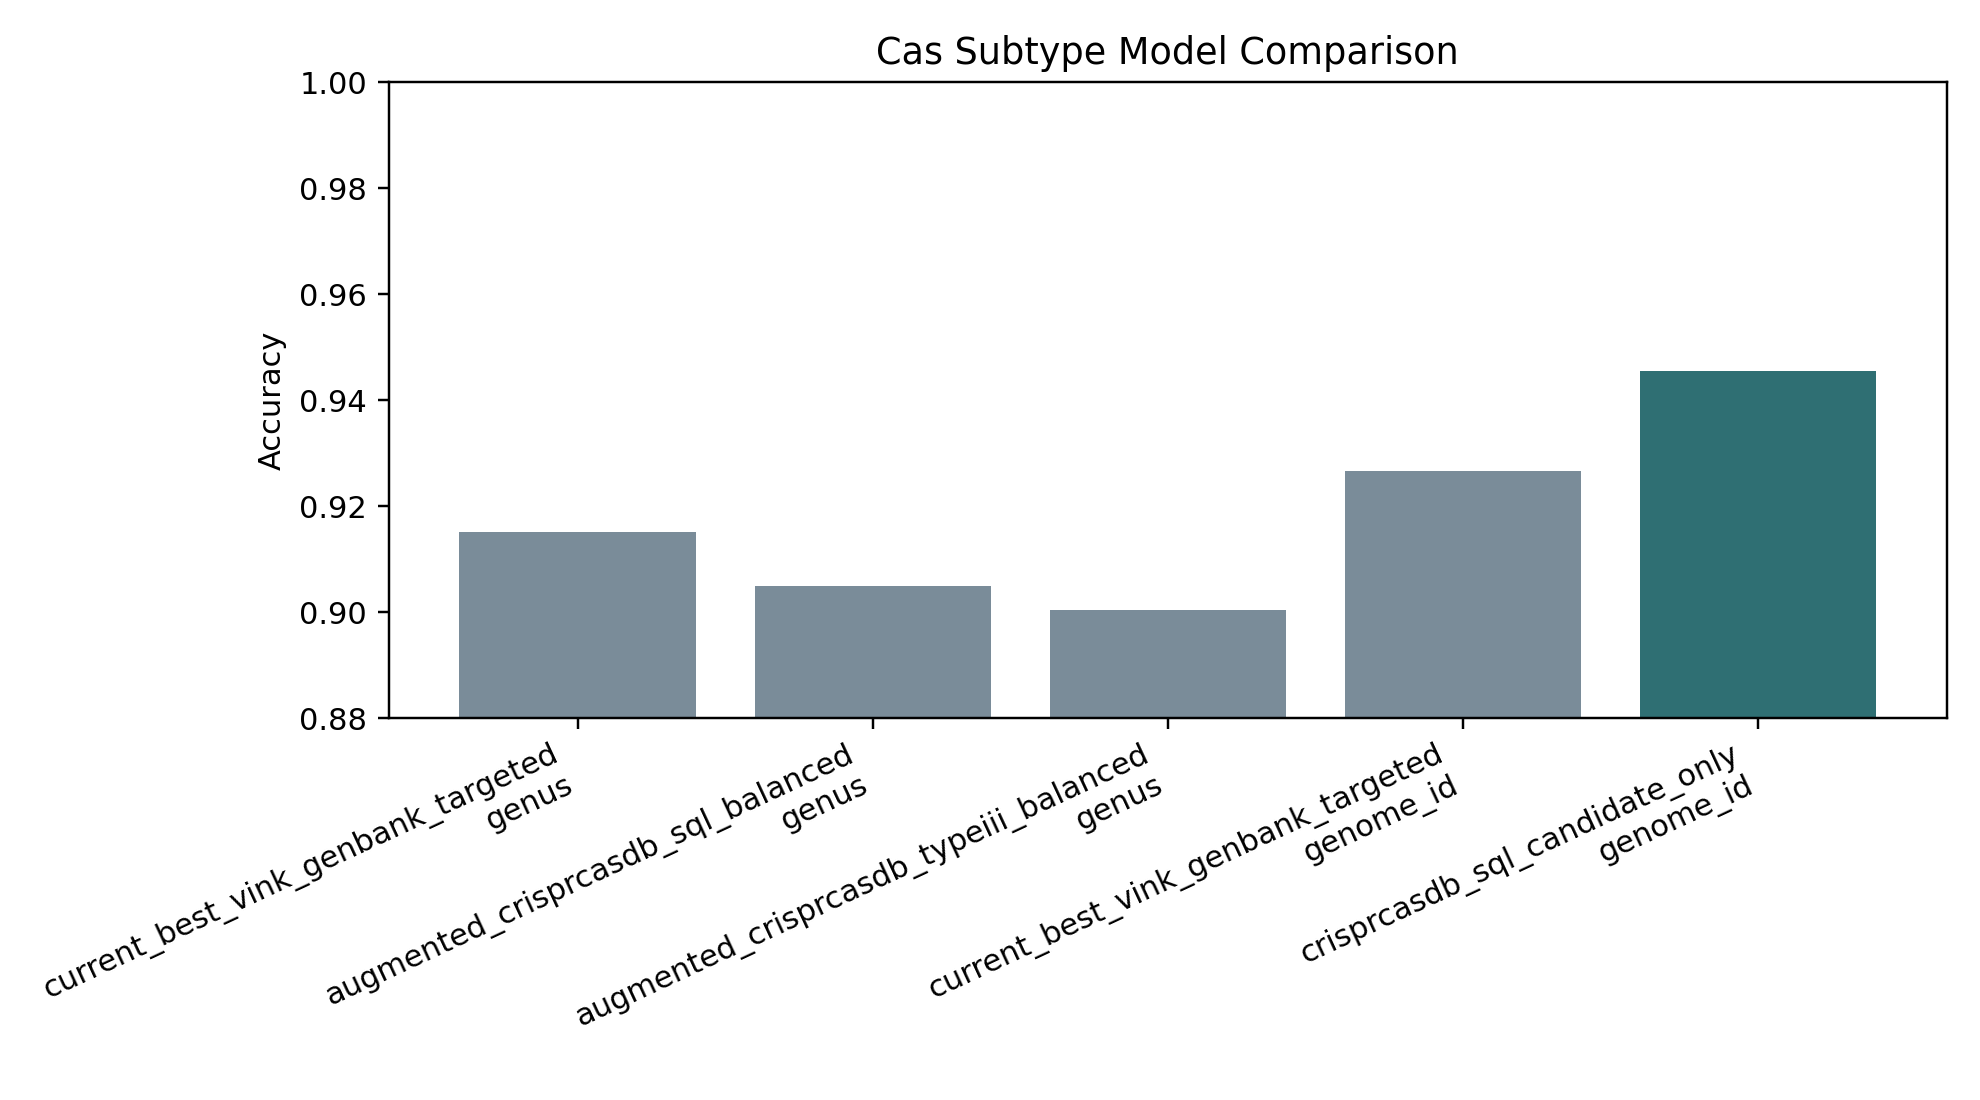 Cas Subtype Model Comparison
Accuracy
1.00
0.98
0.96
0.94
0.92
0.90
0.88
current_best_vink_genbank_targeted
genus
augmented_crisprcasdb_sql_balanced
genus
augmented_crisprcasdb_typeiii_balanced
genus
current_best_vink_genbank_targeted
genome_id
crisprcasdb_sql_candidate_only
genome_id